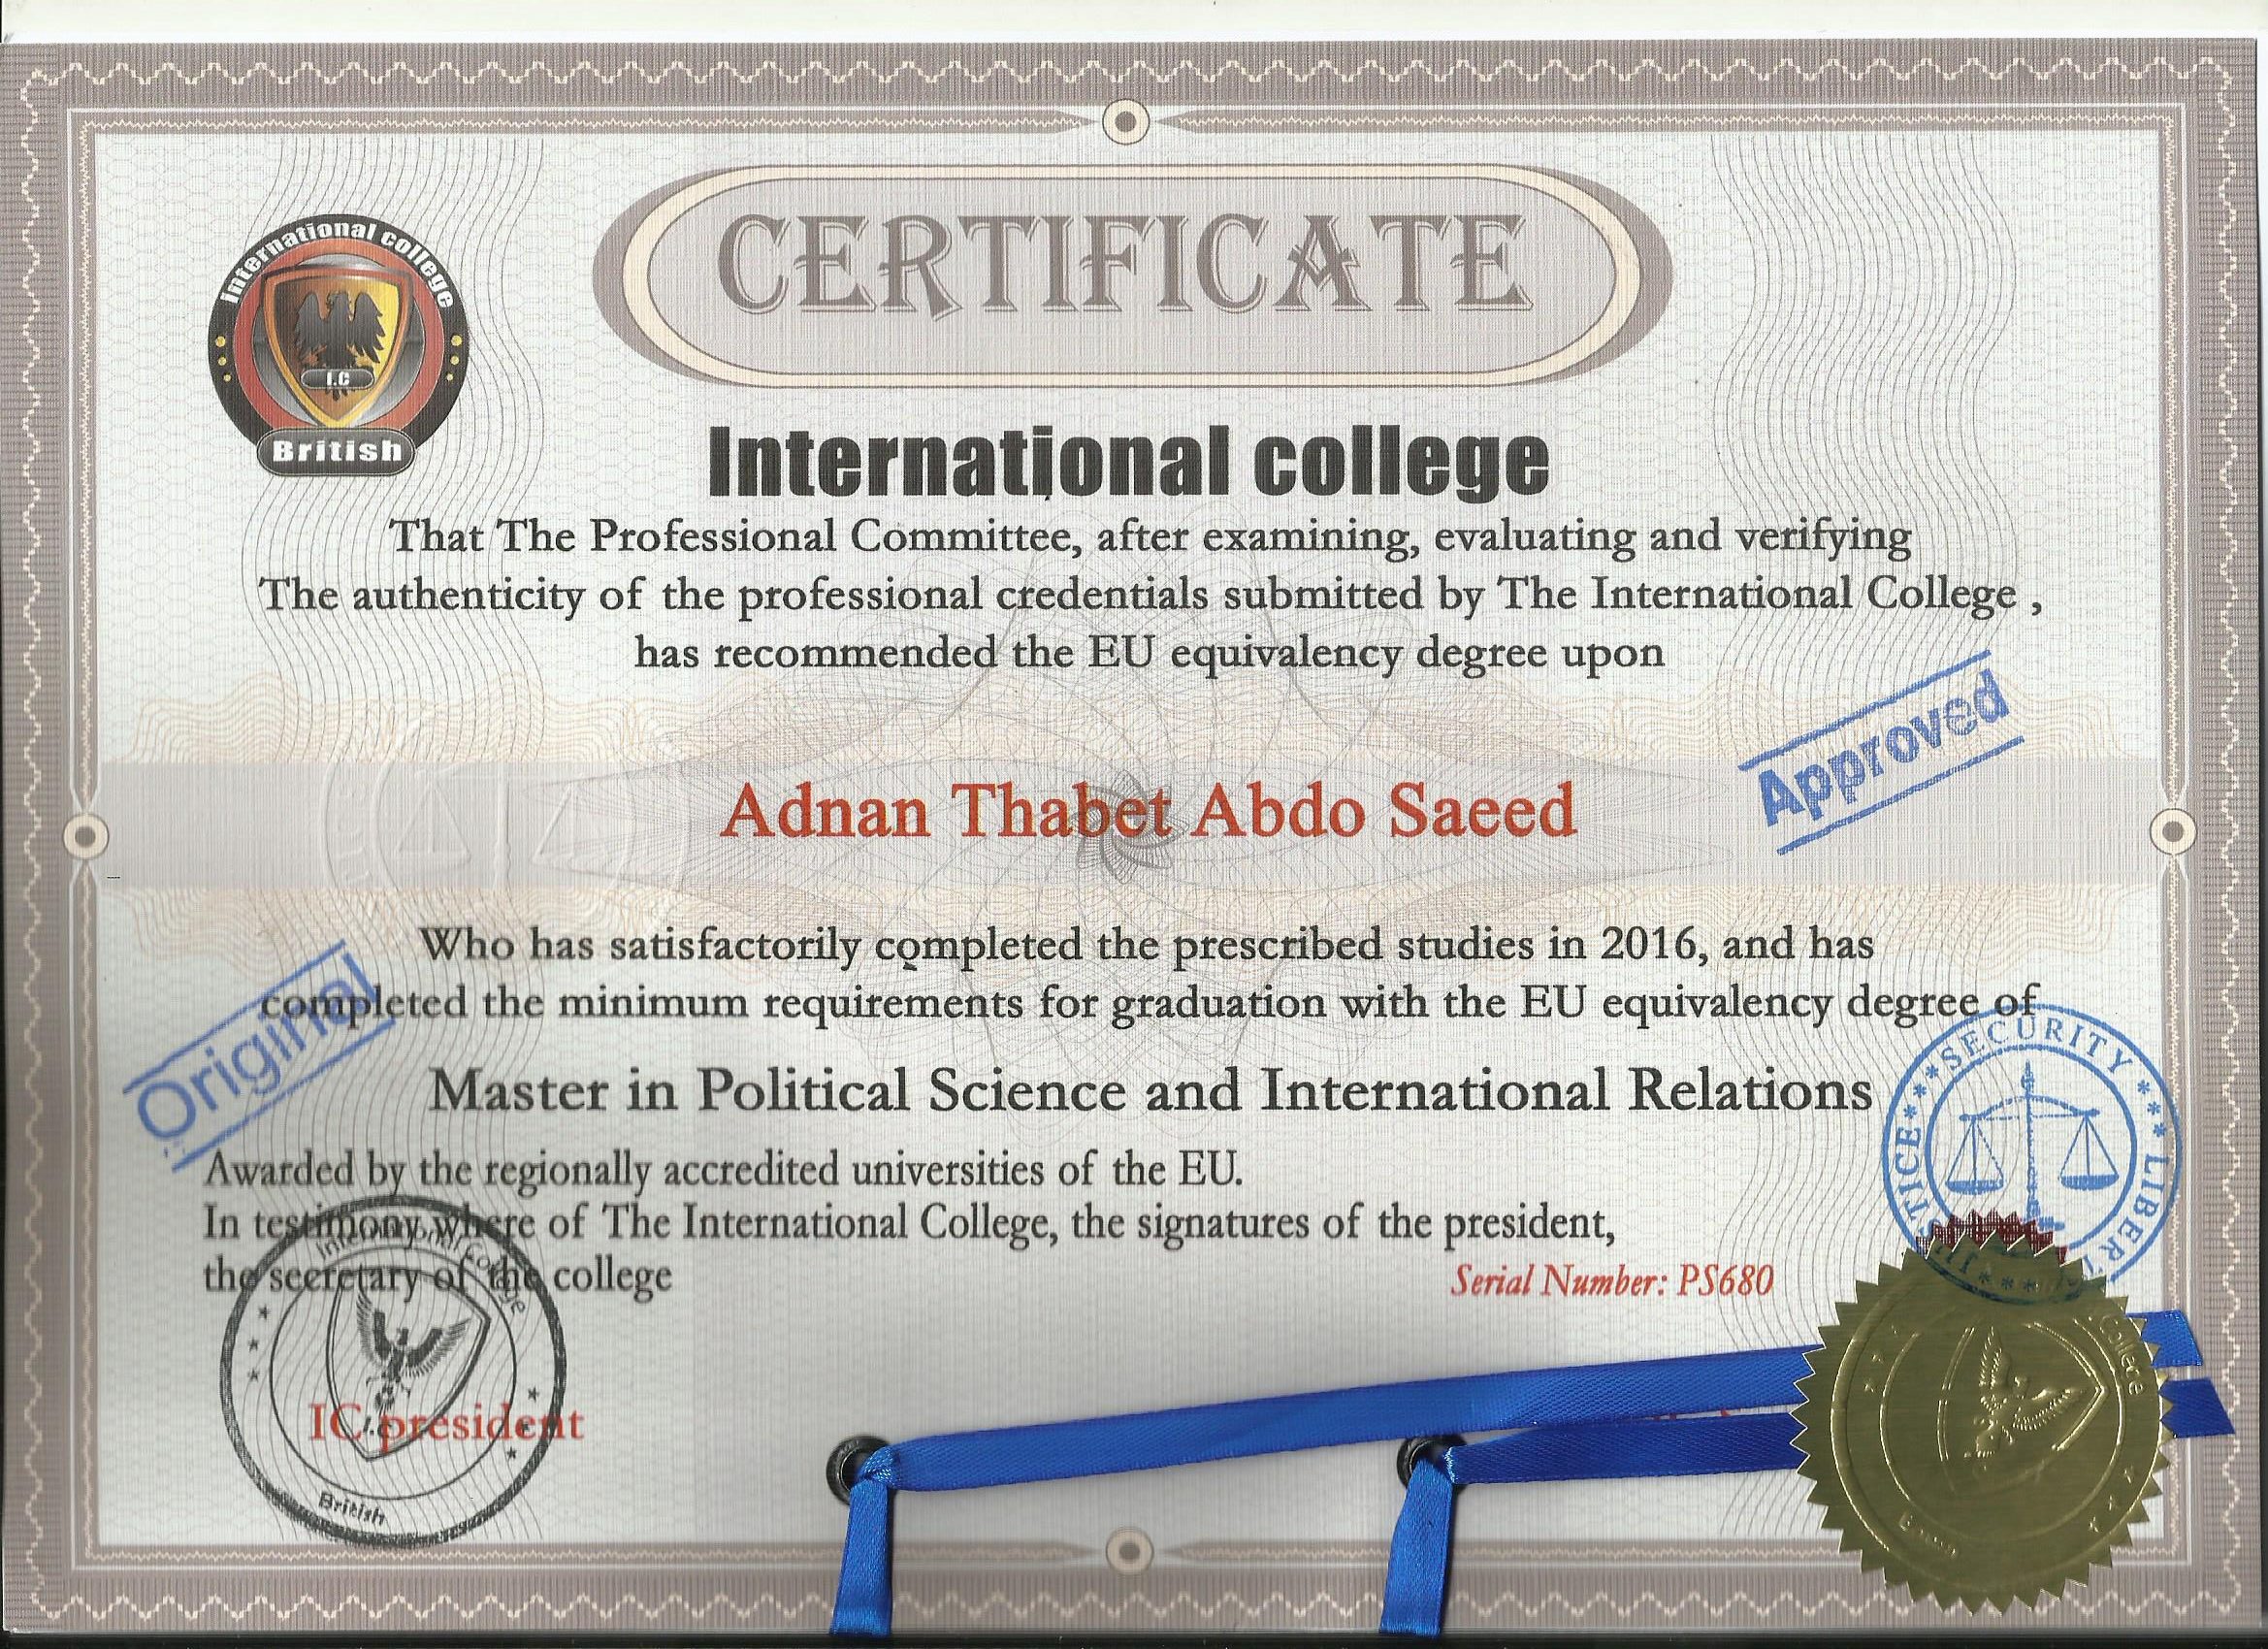 CERTIFICATE
International college
I.C
British
International college
That The Professional Committee, after examining, evaluating and verifying
The authenticity of the professional credentials submitted by The International College ,
has recommended the EU equivalency degree upon
Approved
Adnan Thabet Abdo Saeed
Who has satisfactorily completed the prescribed studies in 2016, and has
completed the minimum requirements for graduation with the EU equivalency degree of
Original
Master in Political Science and International Relations
SECURITY *** LIBERT
STICE***
Awarded by the regionally accredited universities of the EU.
In testimony where of The International College, the signatures of the president,
the secretary of the college
Serial Number: PS680
International College
I.C
British
IC president
College